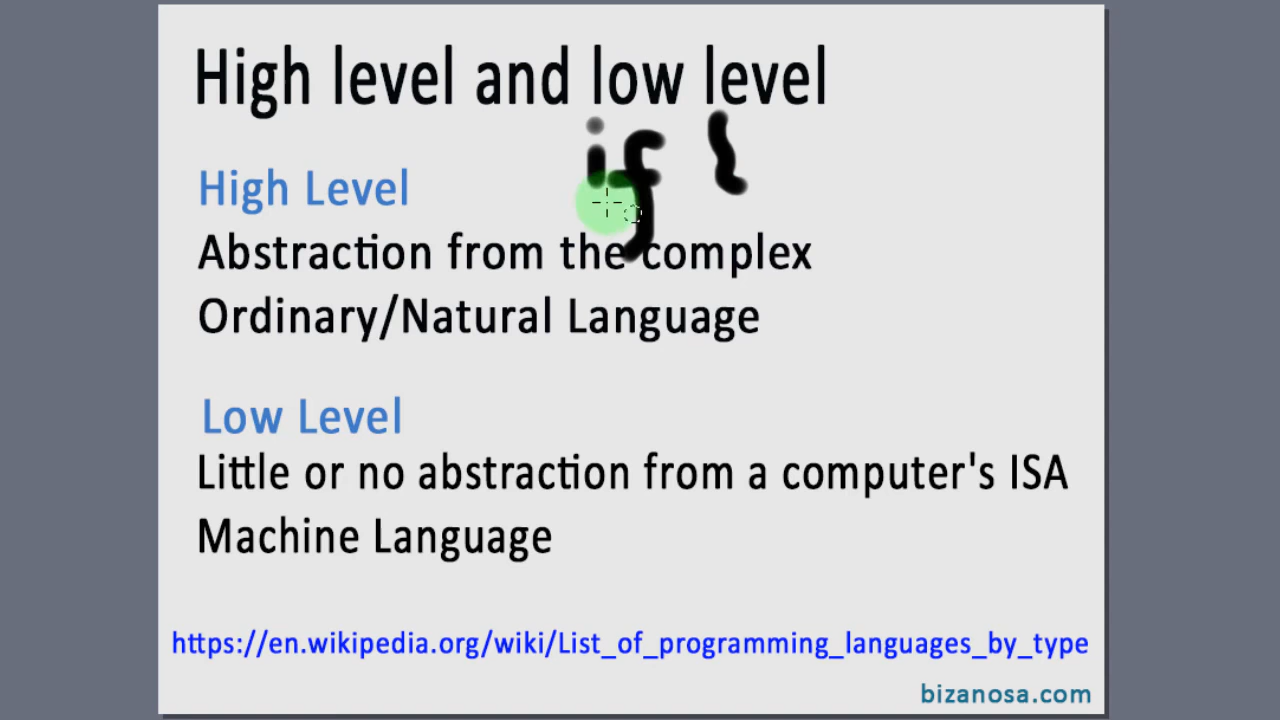 High level and low level
if
High Level
Abstraction from the complex
Ordinary/Natural Language
Low Level
Little or no abstraction from a computer's ISA
Machine Language
https://en.wikipedia.org/wiki/List_of_programming_languages_by_type
bizanosa.com